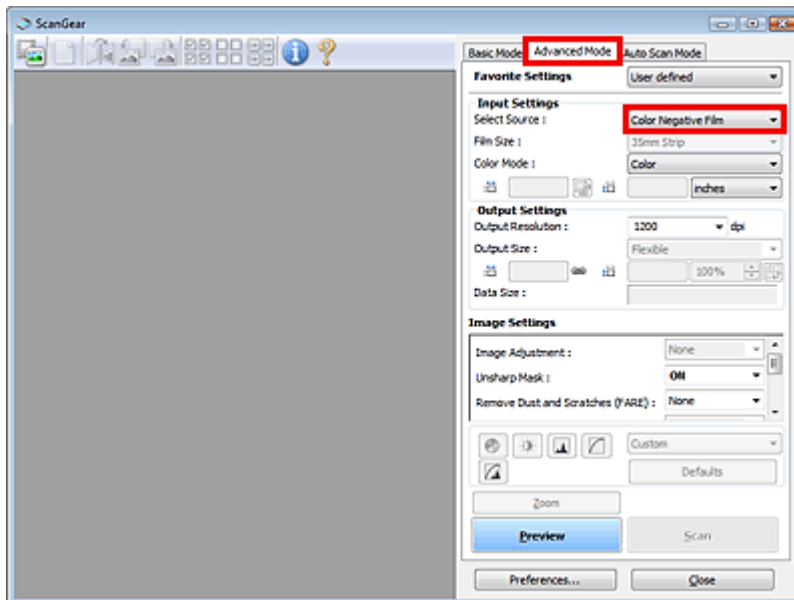 ScanGear
Basic Mode Advanced Mode Auto Scan Mode
Favorite Settings User defined
Input Settings
Select Source : Color Negative Film
Film Size : 35mm Strip
Color Mode : Color
inches
Output Settings
Output Resolution : 1200 dpi
Output Size : Flexible
100%
Data Size :
Image Settings
Image Adjustment : None
Unsharp Mask : ON
Remove Dust and Scratches (FARE) : None
Custom
Defaults
Zoom
Preview Scan
Preferences... Close